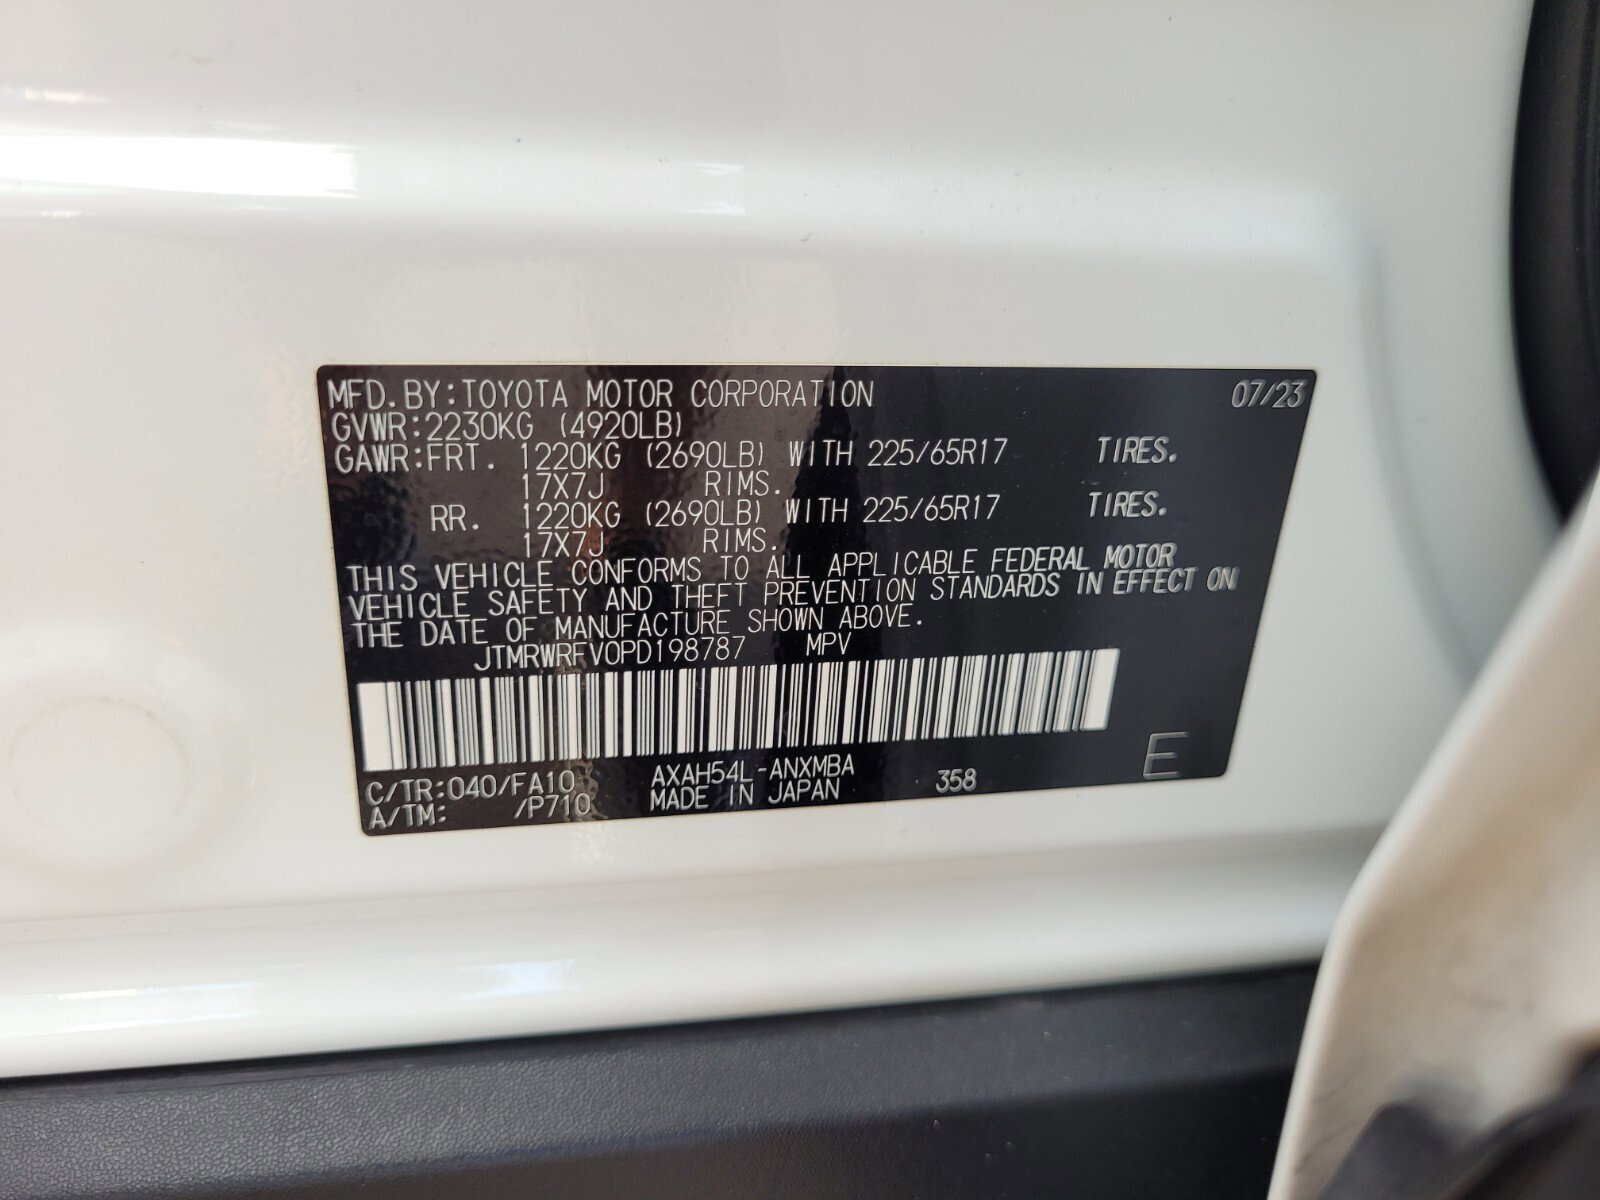 MFD. BY:TOYOTA MOTOR CORPORATION 07/23
GVWR:2230KG (4920LB)
GAWR:FRT. 1220KG (2690LB) WITH 225/65R17 TIRES.
17X7J RIMS.
RR. 1220KG (2690LB) WITH 225/65R17 TIRES.
17X7J RIMS.
THIS VEHICLE CONFORMS TO ALL APPLICABLE FEDERAL MOTOR
VEHICLE SAFETY AND THEFT PREVENTION STANDARDS IN EFFECT ON
THE DATE OF MANUFACTURE SHOWN ABOVE.
JTMRWRFV0PD198787 MPV
C/TR:040/FA10 AXAH54L-ANXMBA 358 E
A/TM: /P710 MADE IN JAPAN